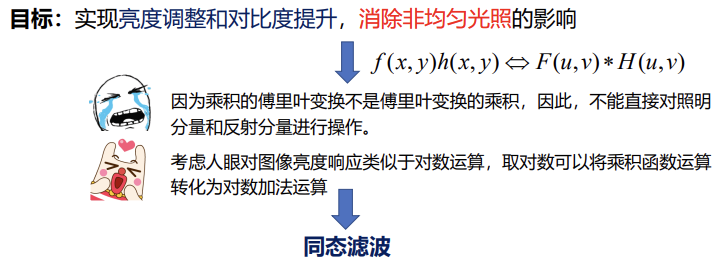 目标：实现亮度调整和对比度提升，消除非均匀光照的影响
f(x,y)h(x,y)⇔F(u,v)*H(u,v)
因为乘积的傅里叶变换不是傅里叶变换的乘积，因此，不能直接对照明
分量和反射分量进行操作。
考虑人眼对图像亮度响应类似于对数运算，取对数可以将乘积函数运算
转化为对数加法运算
同态滤波